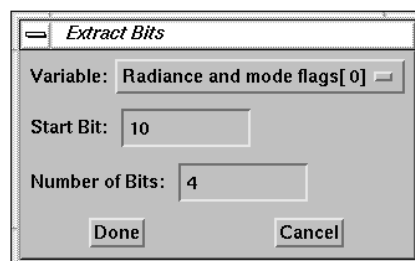 Extract Bits
Variable: Radiance and mode flags[ 0]
Start Bit: 10
Number of Bits: 4
Done Cancel